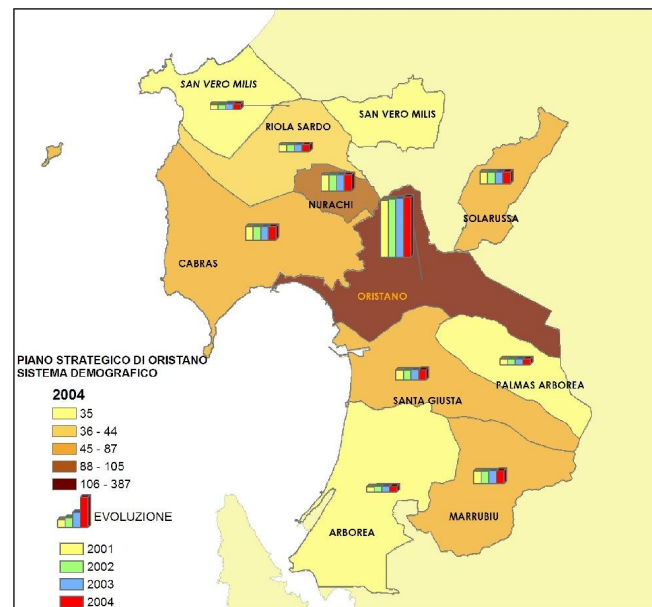 SAN VERO MILIS
SAN VERO MILIS
RIOLA SARDO
NURACHI
SOLARUSSA
CABRAS
ORISTANO
PIANO STRATEGICO DI ORISTANO
SISTEMA DEMOGRAFICO
PALMAS ARBOREA
SANTA GIUSTA
2004
35
36 - 44
45 - 87
88 - 105
106 - 387
EVOLUZIONE
MARRUBIU
ARBOREA
2001
2002
2003
2004